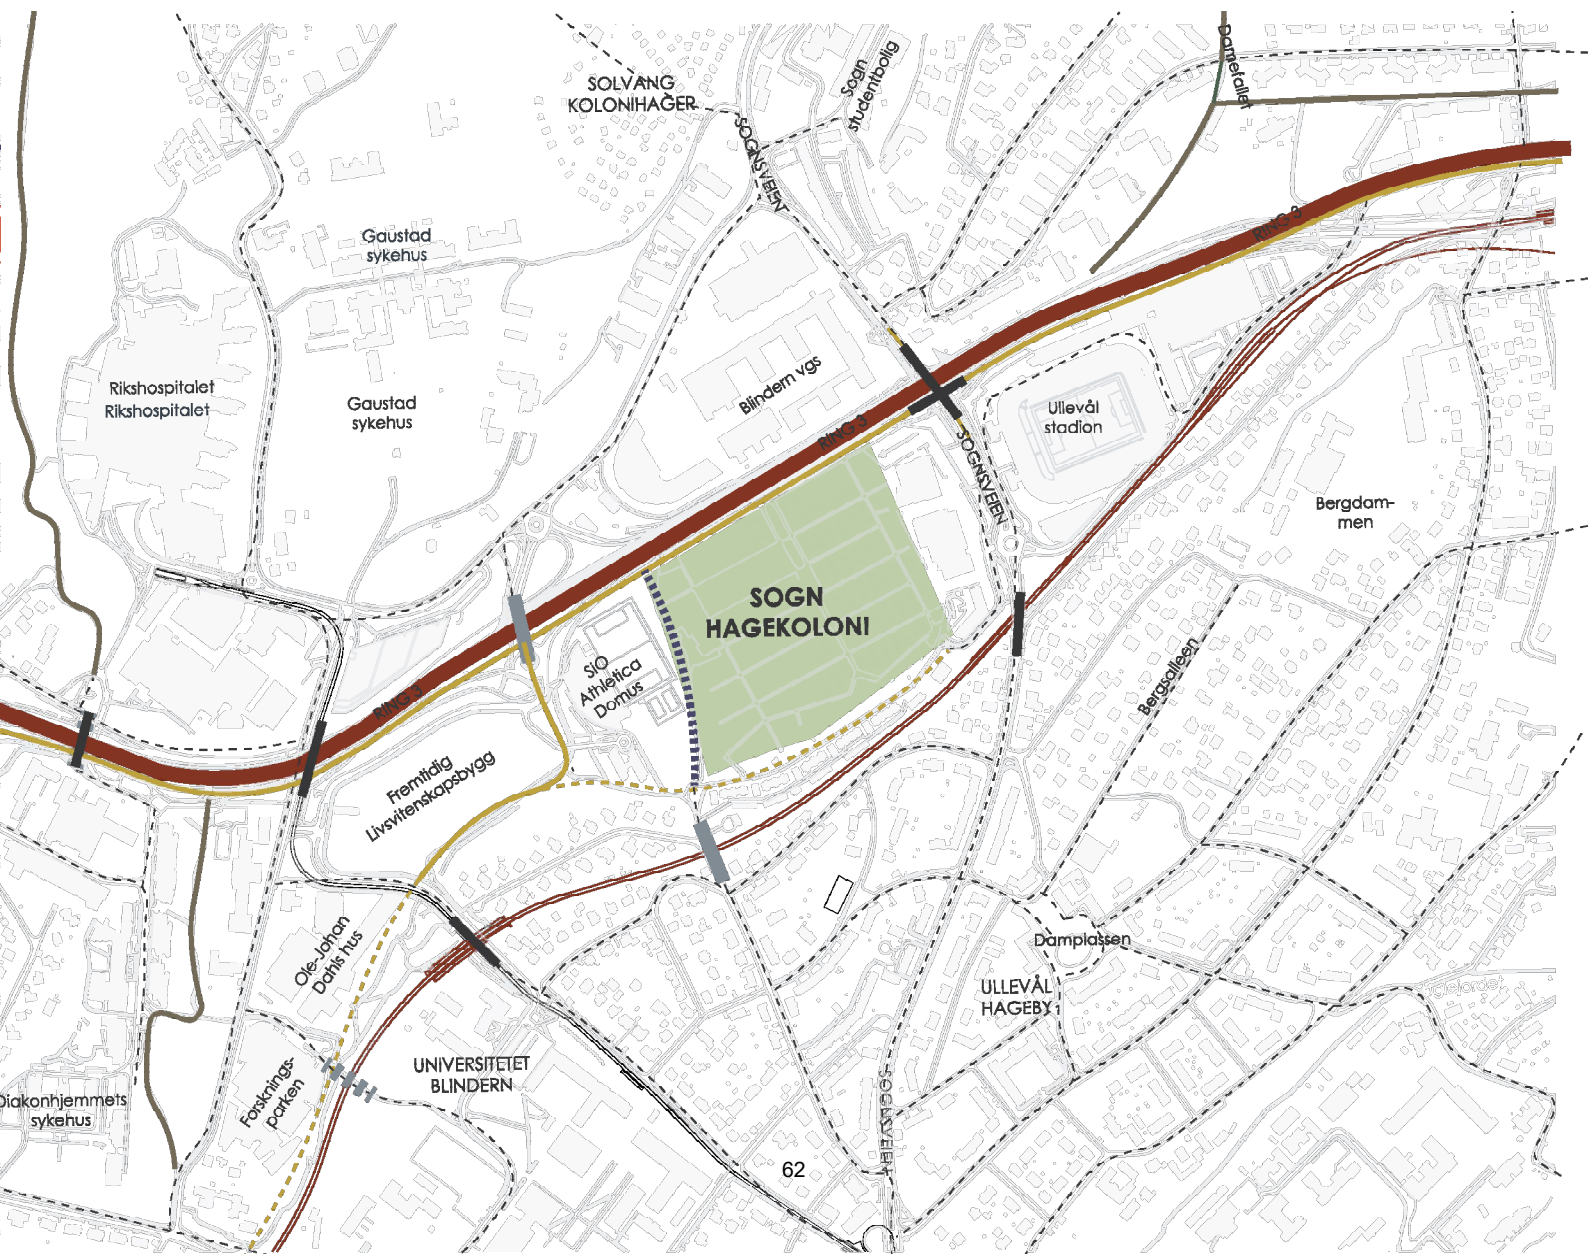 Damefallet
SOLVANG
KOLONIHAGER
Sogn
studentbolig
SOGNSVEIEN
RING 3
Gaustad
sykehus
Rikshospitalet
Rikshospitalet
Gaustad
sykehus
Blindern vgs
RING 3
Ullevål
stadion
SOGNSVEIEN
Bergdam-
men
SOGN
HAGEKOLONI
SIO
Athletica
Domus
Bergsalleen
RING 3
Fremtidig
Livsvitenskapsbygg
Ole-Johan
Dahls hus
Damplassen
ULLEVÅL
HAGEBY
UNIVERSITETET
BLINDERN
Forsknings-
parken
Diakonhjemmets
sykehus
SOGNSVEIEN
62